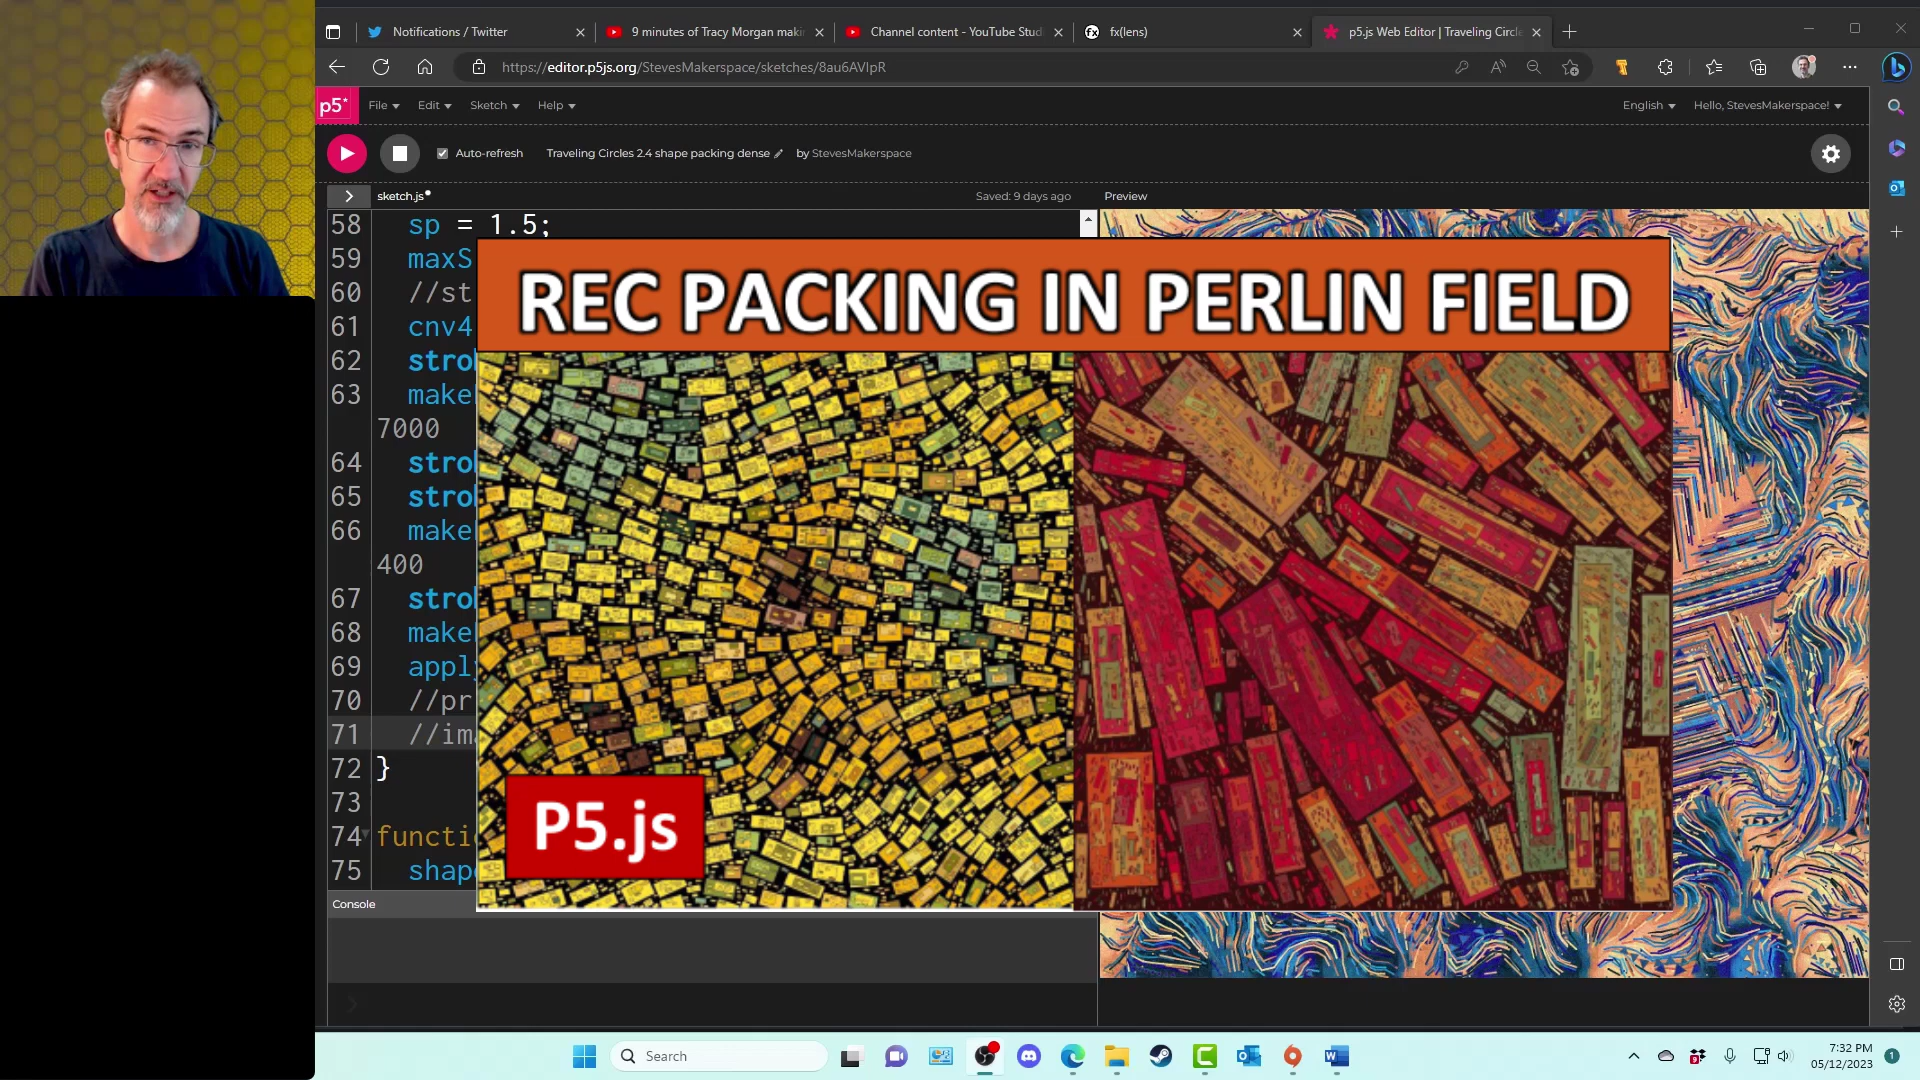 Notifications / Twitter
9 minutes of Tracy Morgan makin
Channel content - YouTube Stud
fx(lens)
p5.js Web Editor | Traveling Circle
https://editor.p5js.org/StevesMakerspace/sketches/8au6AVlpR
p5*
File
Edit
Sketch
Help
English
Hello, StevesMakerspace!
Auto-refresh
Traveling Circles 2.4 shape packing dense
by StevesMakerspace
sketch.js
Saved: 9 days ago
Preview
58 sp = 1.5;
59 maxS
60 //st
61 cnv4
62 stro
63 make
7000
64 stro
65 stro
66 make
400
67 stro
68 make
69 appl
70 //pr
71 //im
72 }
73
74 functi
75 shap
REC PACKING IN PERLIN FIELD
P5.js
Console
Search
7:32 PM
05/12/2023
1